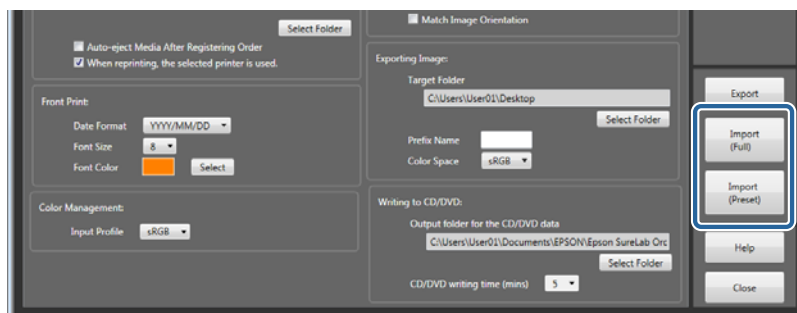 Select Folder
Auto-eject Media After Registering Order
When reprinting, the selected printer is used.
Front Print:
Date Format YYYY/MM/DD
Font Size 8
Font Color Select
Color Management:
Input Profile sRGB
Match Image Orientation
Exporting Image:
Target Folder
C:\Users\User01\Desktop
Select Folder
Prefix Name
Color Space sRGB
Writing to CD/DVD:
Output folder for the CD/DVD data
C:\Users\User01\Documents\EPSON\Epson SureLab Orc
Select Folder
CD/DVD writing time (mins) 5
Export
Import
(Full)
Import
(Preset)
Help
Close